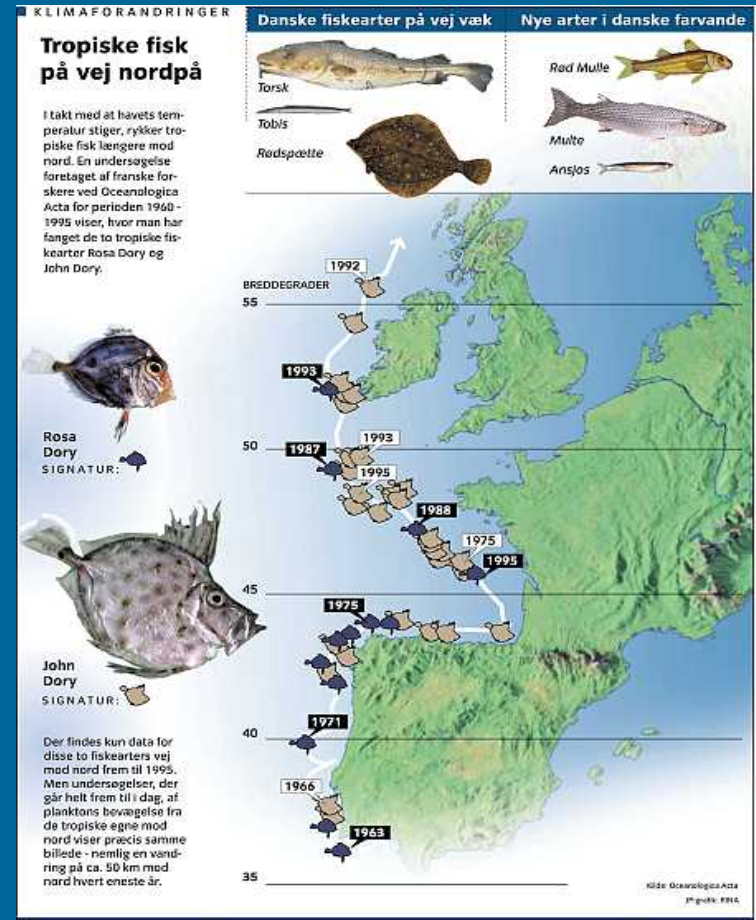 KLIMAFORANDRINGER
Tropiske fisk
på vej nordpå
I takt med at havets tem-
peratur stiger, rykker tro-
piske fisk længere mod
nord. En undersøgelse
foretaget af franske for-
skere ved Oceanologica
Acta for perioden 1960 -
1995 viser, hvor man har
fanget de to tropiske fis-
kearter Rosa Dory og
John Dory.
Danske fiskearter på vej væk
Torsk
Tobis
Rødspætte
Nye arter i danske farvande
Rød Mulle
Multe
Ansjos
BREDDEGRADER
1992
55
1993
50
1993
1987
1995
1988
1975
1995
45
1975
40
1971
1966
1963
35
Rosa
Dory
SIGNATUR:
John
Dory
SIGNATUR:
Der findes kun data for
disse to fiskearters vej
mod nord frem til 1995.
Men undersøgelser, der
går helt frem til i dag, af
planktons bevægelse fra
de tropiske egne mod
nord viser præcis samme
billede - nemlig en vand-
ring på ca. 50 km mod
nord hvert eneste år.
Kilde: Oceanologica Acta
JP-grafik: RINA